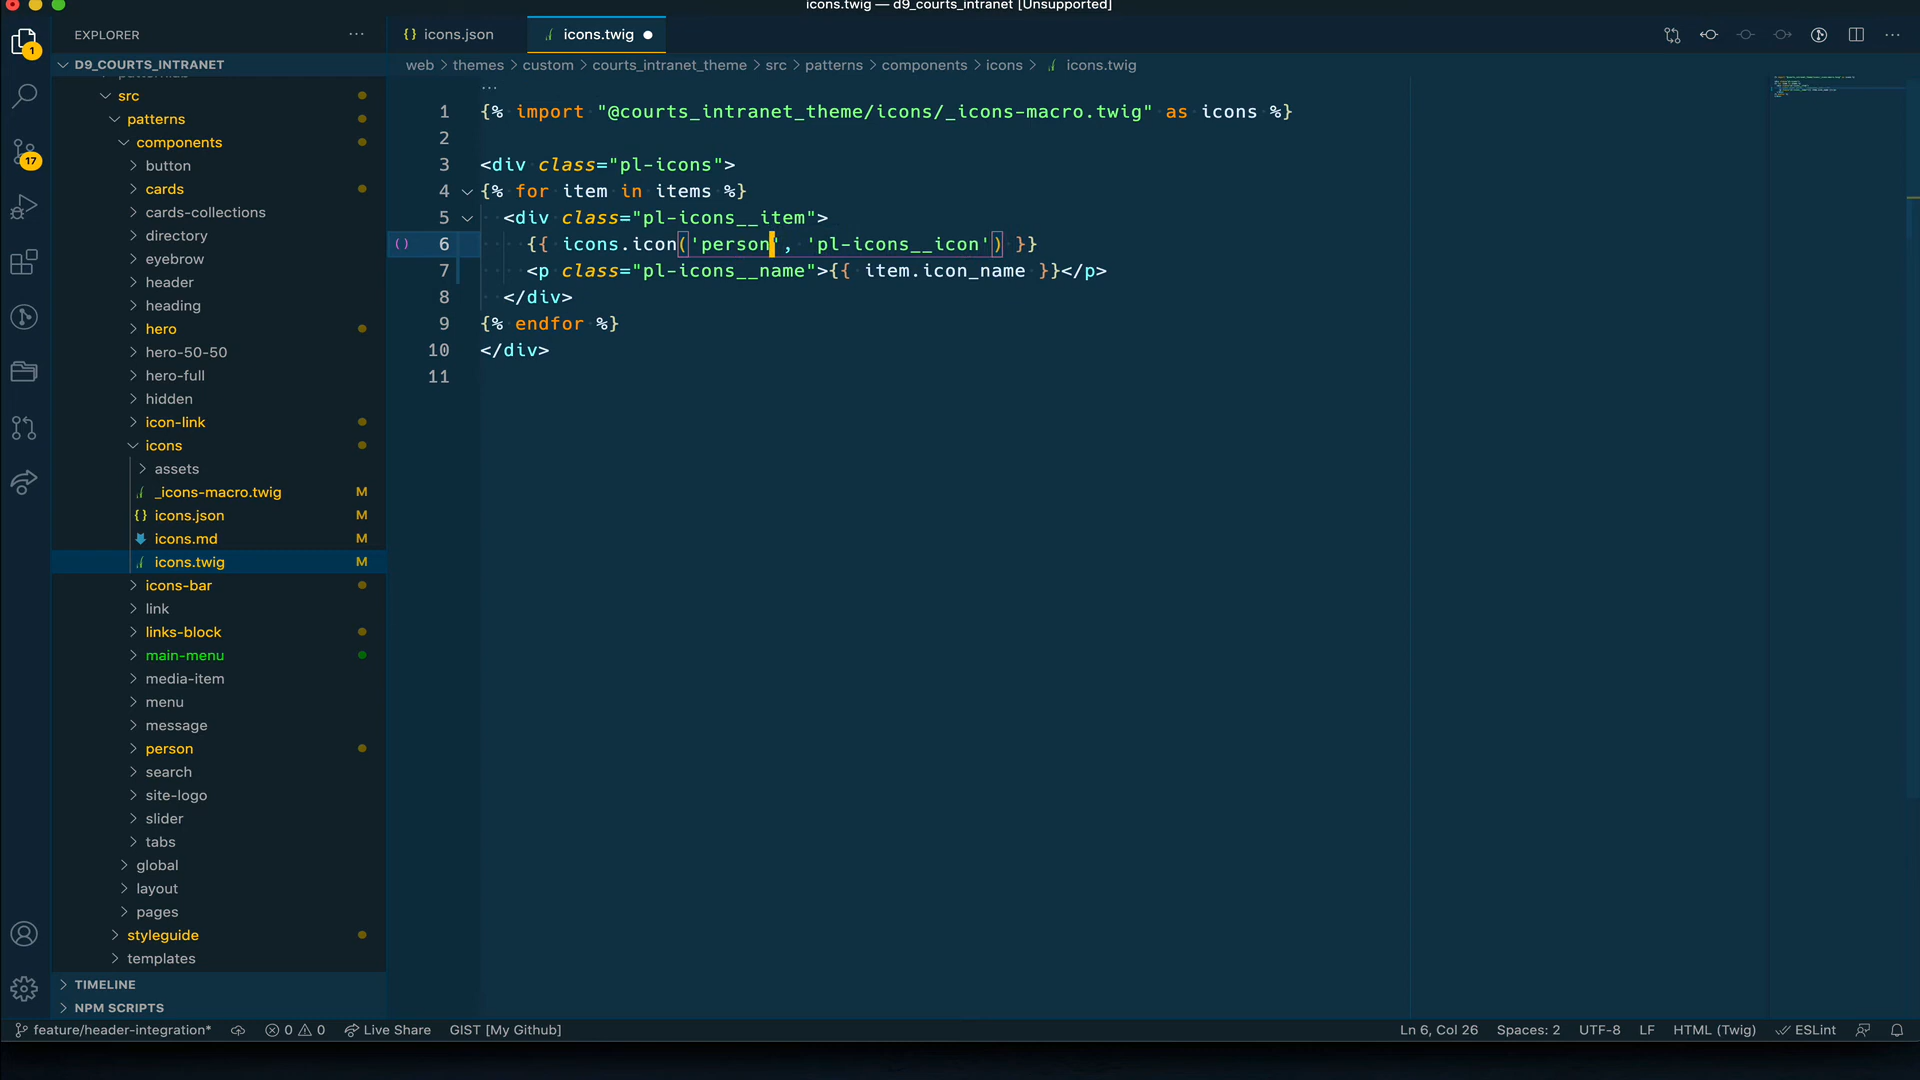 icons.twig — d9_courts_intranet [Unsupported]
EXPLORER
···
{} icons.json
icons.twig
D9_COURTS_INTRANET
web > themes > custom > courts_intranet_theme > src > patterns > components > icons > icons.twig
src
patterns
components
button
cards
cards-collections
directory
eyebrow
header
heading
hero
hero-50-50
hero-full
hidden
icon-link
icons
assets
_icons-macro.twig M
{} icons.json M
icons.md M
icons.twig M
icons-bar
link
links-block
main-menu
media-item
menu
message
person
search
site-logo
slider
tabs
global
layout
pages
styleguide
templates
TIMELINE
NPM SCRIPTS
1
17
...
1 {% import "@courts_intranet_theme/icons/_icons-macro.twig" as icons %}
2
3 <div class="pl-icons">
4 {% for item in items %}
5 <div class="pl-icons__item">
() 6 {{ icons.icon('person', 'pl-icons__icon') }}
7 <p class="pl-icons__name">{{ item.icon_name }}</p>
8 </div>
9 {% endfor %}
10 </div>
11
feature/header-integration* 0 0 Live Share GIST [My Github] Ln 6, Col 26 Spaces: 2 UTF-8 LF HTML (Twig) ESLint